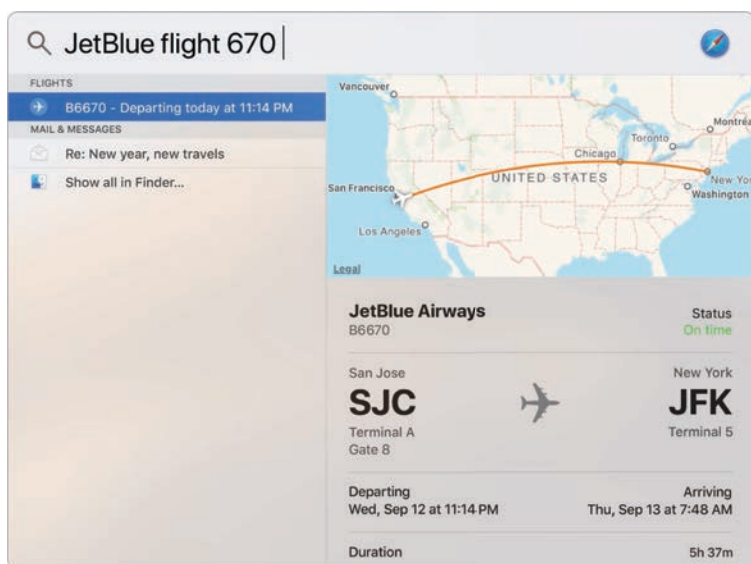 JetBlue flight 670
FLIGHTS
B6670 - Departing today at 11:14 PM
MAIL & MESSAGES
Re: New year, new travels
Show all in Finder...
Vancouver
Montréa
Toronto
Chicago
UNITED STATES
New Yor
San Francisco
Washington
Los Angeles
Legal
JetBlue Airways
Status
B6670
On time
San Jose
New York
SJC
JFK
Terminal A
Terminal 5
Gate 8
Departing
Arriving
Wed, Sep 12 at 11:14 PM
Thu, Sep 13 at 7:48 AM
Duration
5h 37m